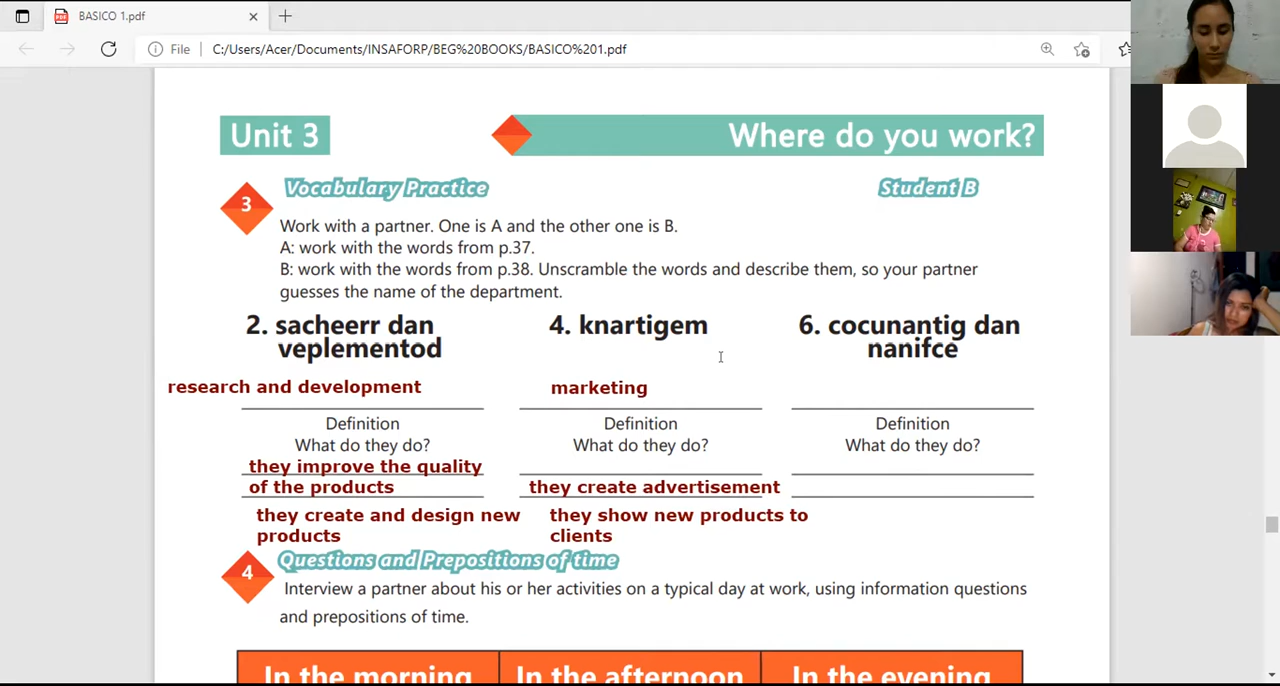 BASICO 1.pdf
File C:/Users/Acer/Documents/INSAFORP/BEG%20BOOKS/BASICO%201.pdf
Unit 3
Where do you work?
3
Vocabulary Practice
Student B
Work with a partner. One is A and the other one is B.
A: work with the words from p.37.
B: work with the words from p.38. Unscramble the words and describe them, so your partner
guesses the name of the department.
2. sacheerr dan
veplementod
research and development
Definition
What do they do?
they improve the quality
of the products
they create and design new
products
4. knartigem
marketing
Definition
What do they do?
they create advertisement
they show new products to
clients
6. cocunantig dan
nanifce
Definition
What do they do?
4
Questions and Prepositions of time
Interview a partner about his or her activities on a typical day at work, using information questions
and prepositions of time.
In the morning
In the afternoon
In the evening